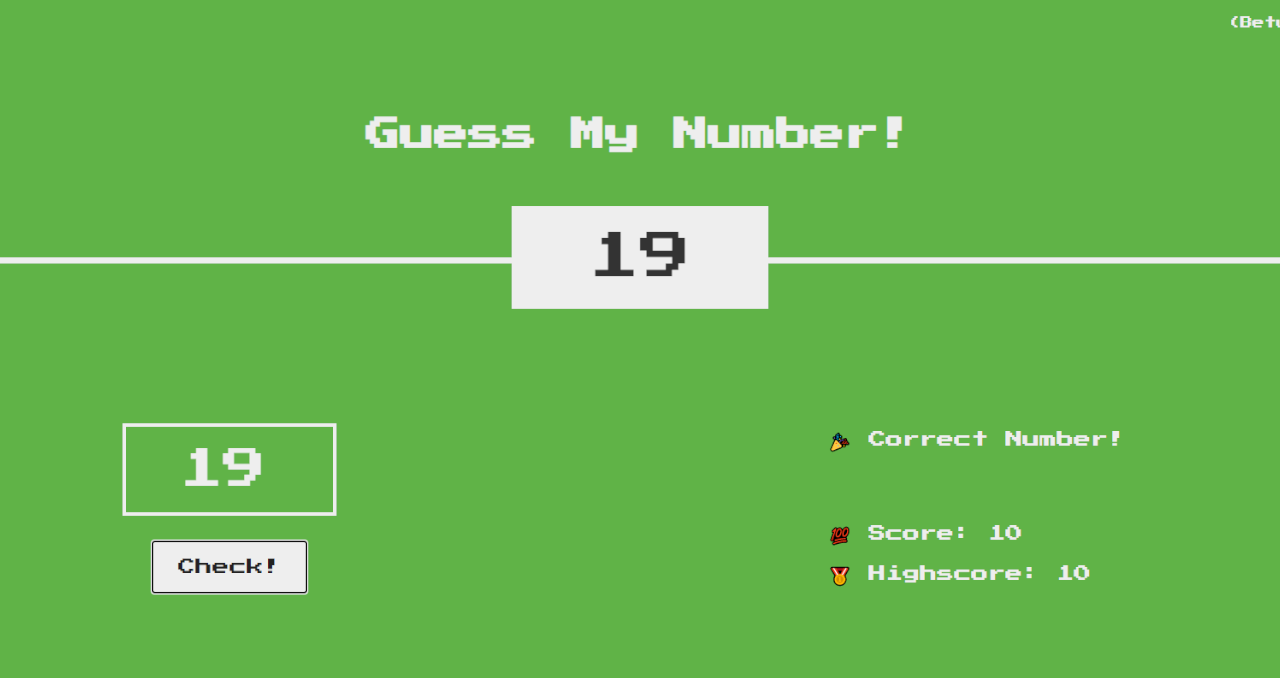 Guess My Number!
19
19
Check!
🎉 Correct Number!
💯 Score: 10
🏅 Highscore: 10